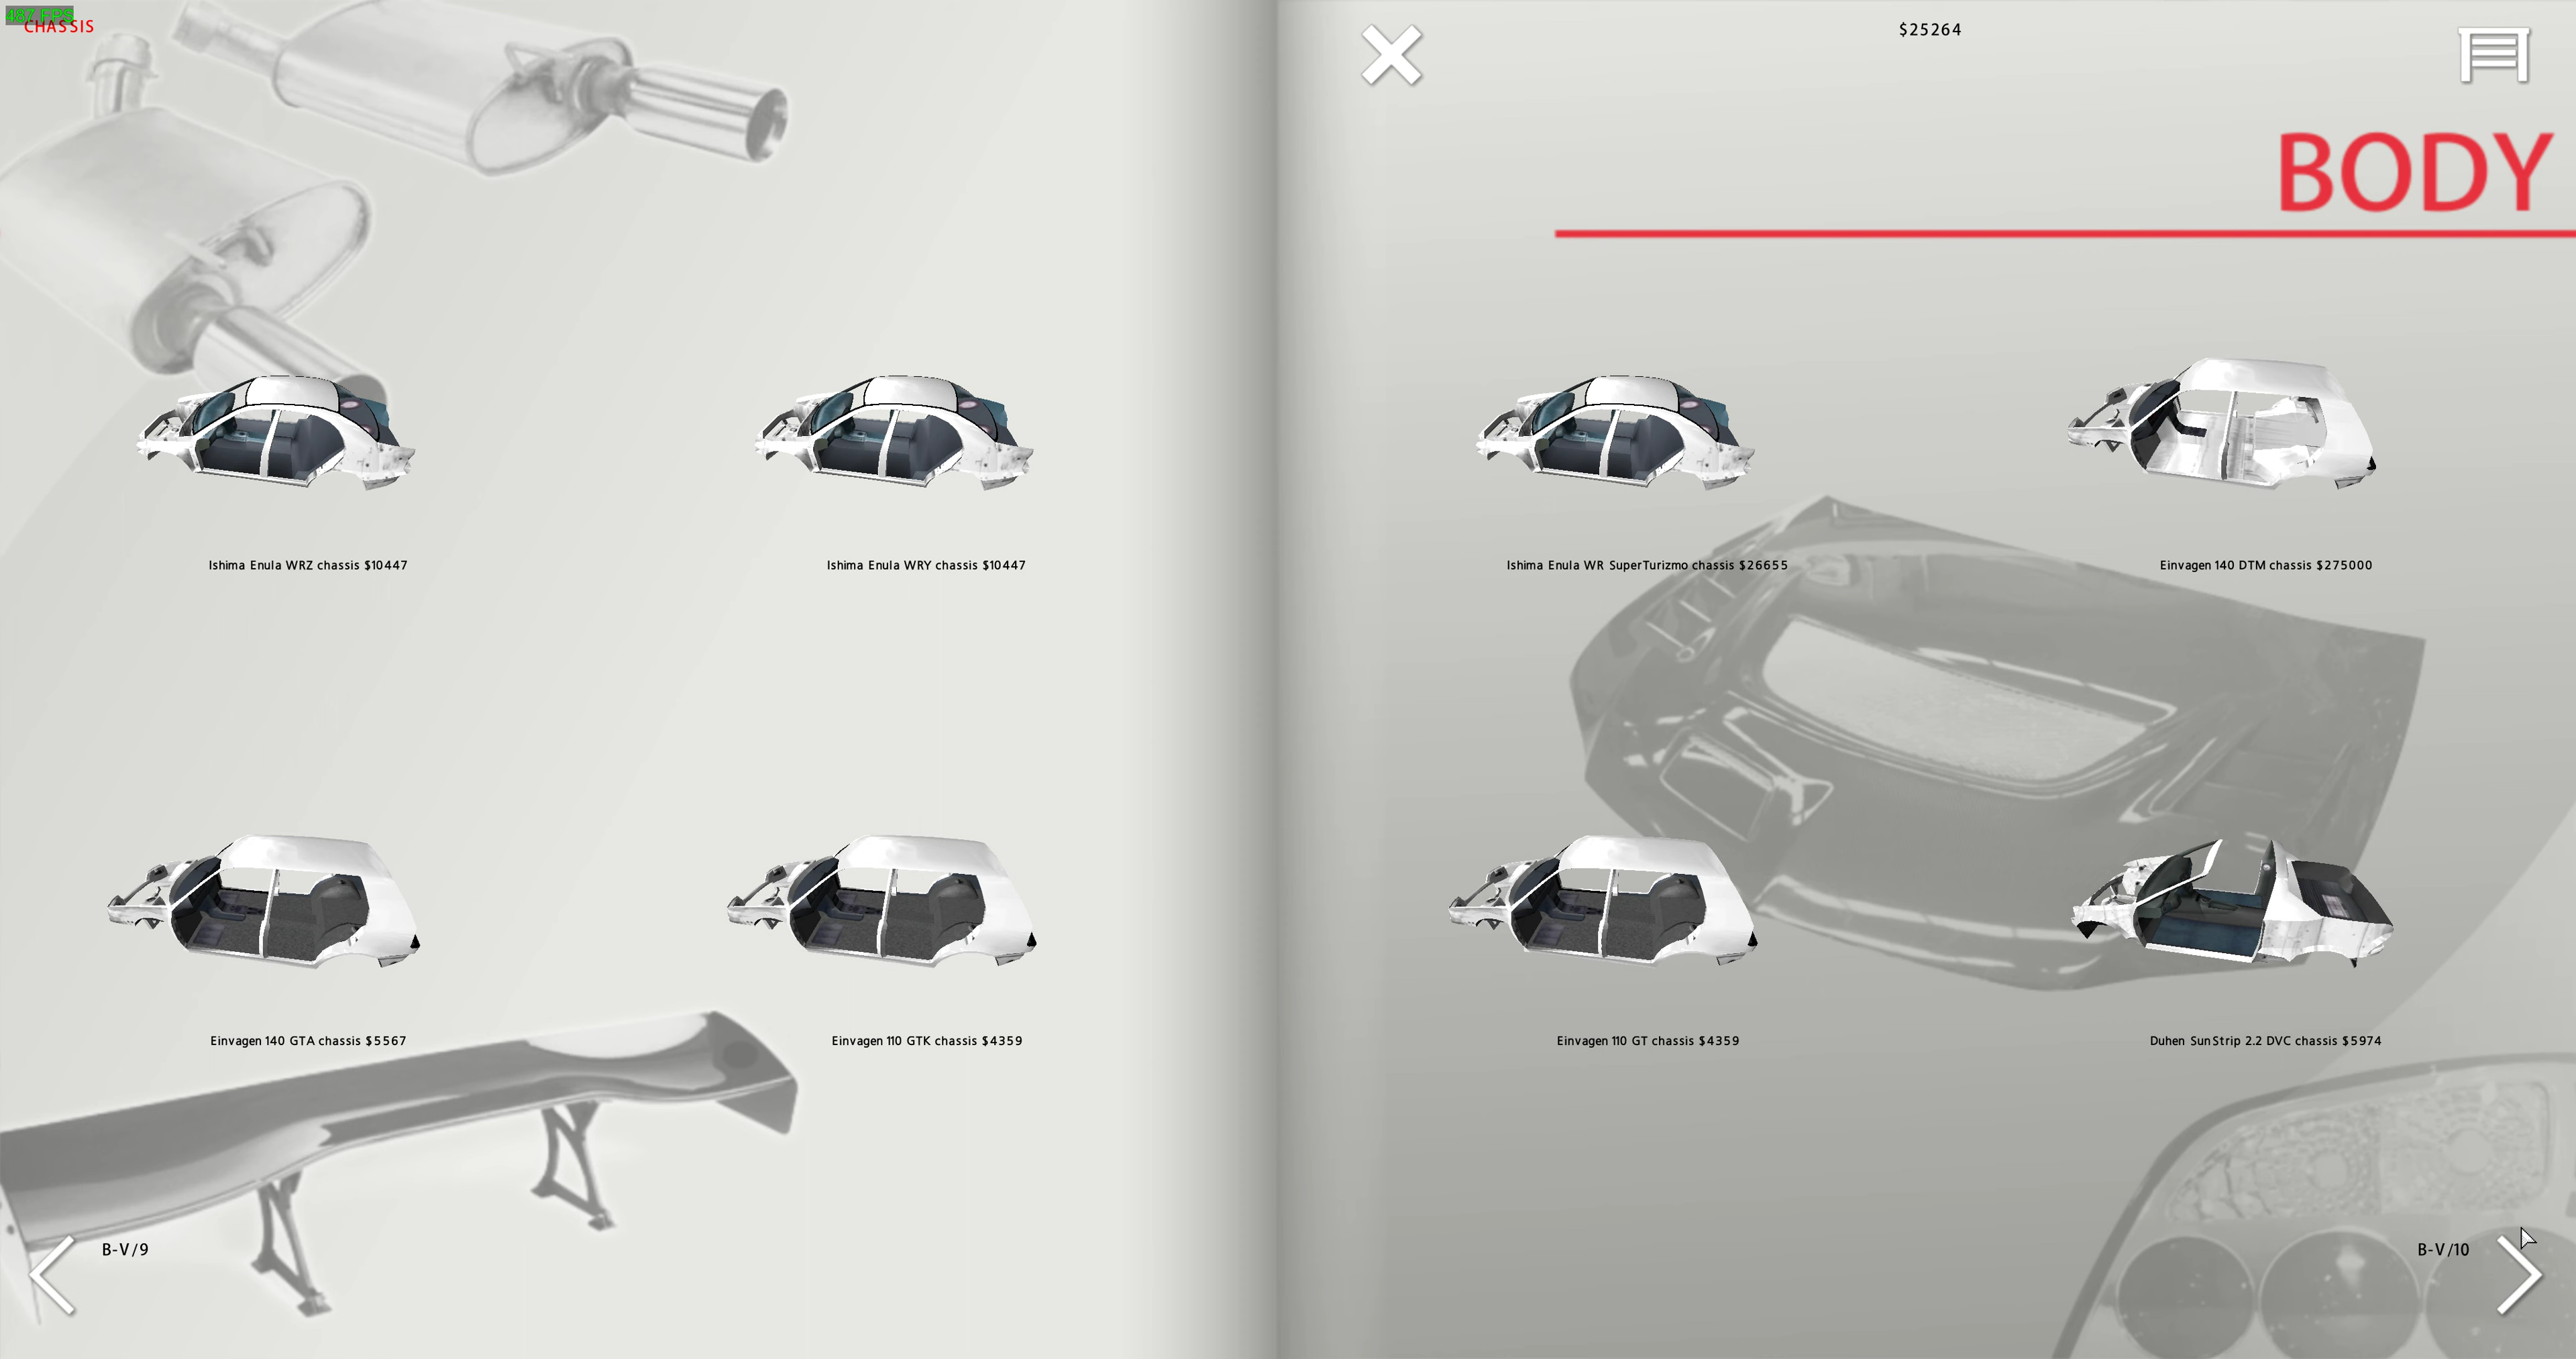 487 FPS
CHASSIS
$25264
BODY
Ishima Enula WRZ chassis $10447
Ishima Enula WRY chassis $10447
Ishima Enula WR SuperTurizmo chassis $26655
Einvagen 140 DTM chassis $275000
Einvagen 140 GTA chassis $5567
Einvagen 110 GTK chassis $4359
Einvagen 110 GT chassis $4359
Duhen SunStrip 2.2 DVC chassis $5974
B-V/9
B-V/10